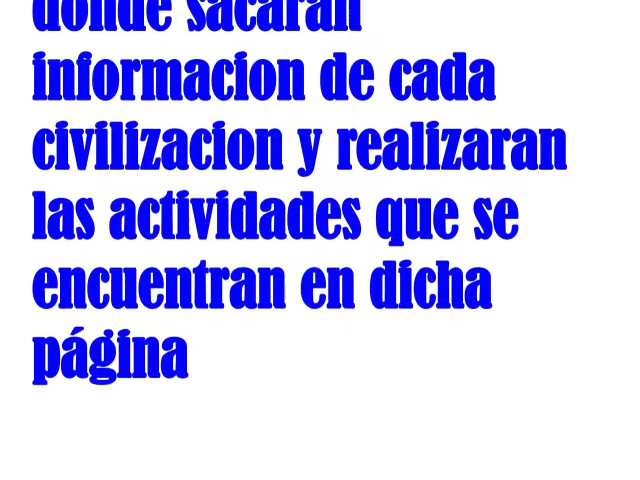 donde sacaran
informacion de cada
civilizacion y realizaran
las actividades que se
encuentran en dicha
página